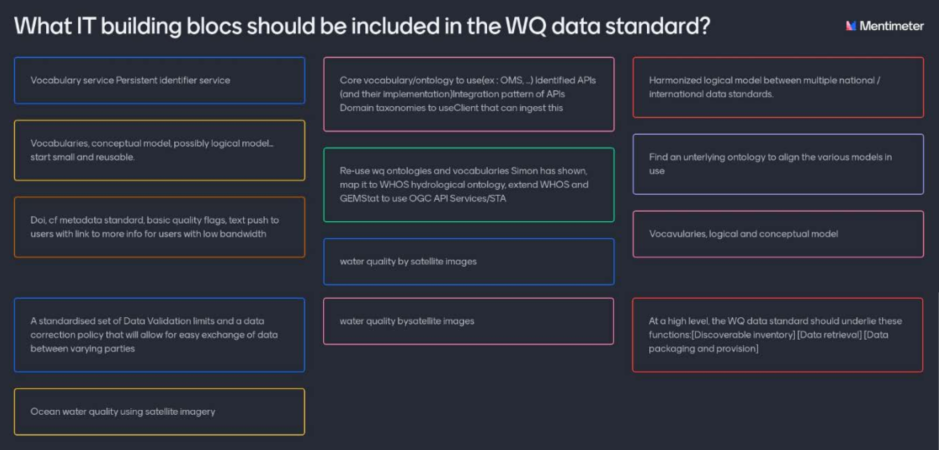 What IT building blocs should be included in the WQ data standard?
Mentimeter
Vocabulary service Persistent identifier service
Vocabularies, conceptual model, possibly logical model...
start small and reusable.
Doi, cf metadata standard, basic quality flags, text push to
users with link to more info for users with low bandwidth
Core vocabulary/ontology to use(ex : OMS, ..) Identified APIs
(and their implementation)Integration pattern of APIs
Domain taxonomies to useClient that can ingest this
Re-use wq ontologies and vocabularies Simon has shown,
map it to WHOS hydrological ontology, extend WHOS and
GEMStat to use OGC API Services/STA
water quality by satellite images
Harmonized logical model between multiple national /
international data standards.
Find an unterlying ontology to align the various models in
use
Vocavularies, logical and conceptual model
A standardised set of Data Validation limits and a data
correction policy that will allow for easy exchange of data
between varying parties
Ocean water quality using satellite imagery
water quality bysatellite images
At a high level, the WQ data standard should underlie these
functions:[Discoverable inventory] [Data retrieval] [Data
packaging and provision]